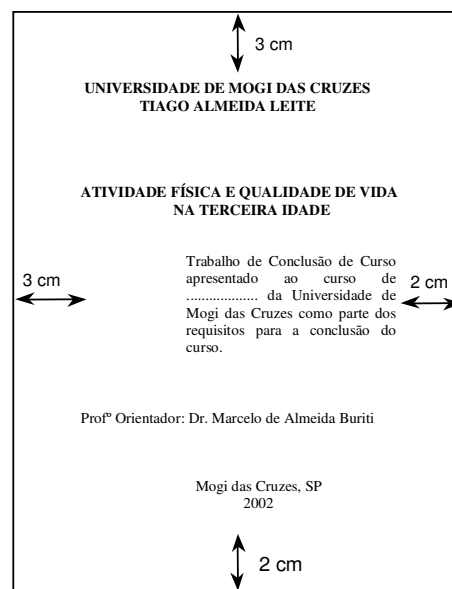 3 cm
UNIVERSIDADE DE MOGI DAS CRUZES
TIAGO ALMEIDA LEITE
ATIVIDADE FÍSICA E QUALIDADE DE VIDA
NA TERCEIRA IDADE
Trabalho de Conclusão de Curso
apresentado ao curso de
.................. da Universidade de
Mogi das Cruzes como parte dos
requisitos para a conclusão do
curso.
3 cm
2 cm
Profº Orientador: Dr. Marcelo de Almeida Buriti
Mogi das Cruzes, SP
2002
2 cm